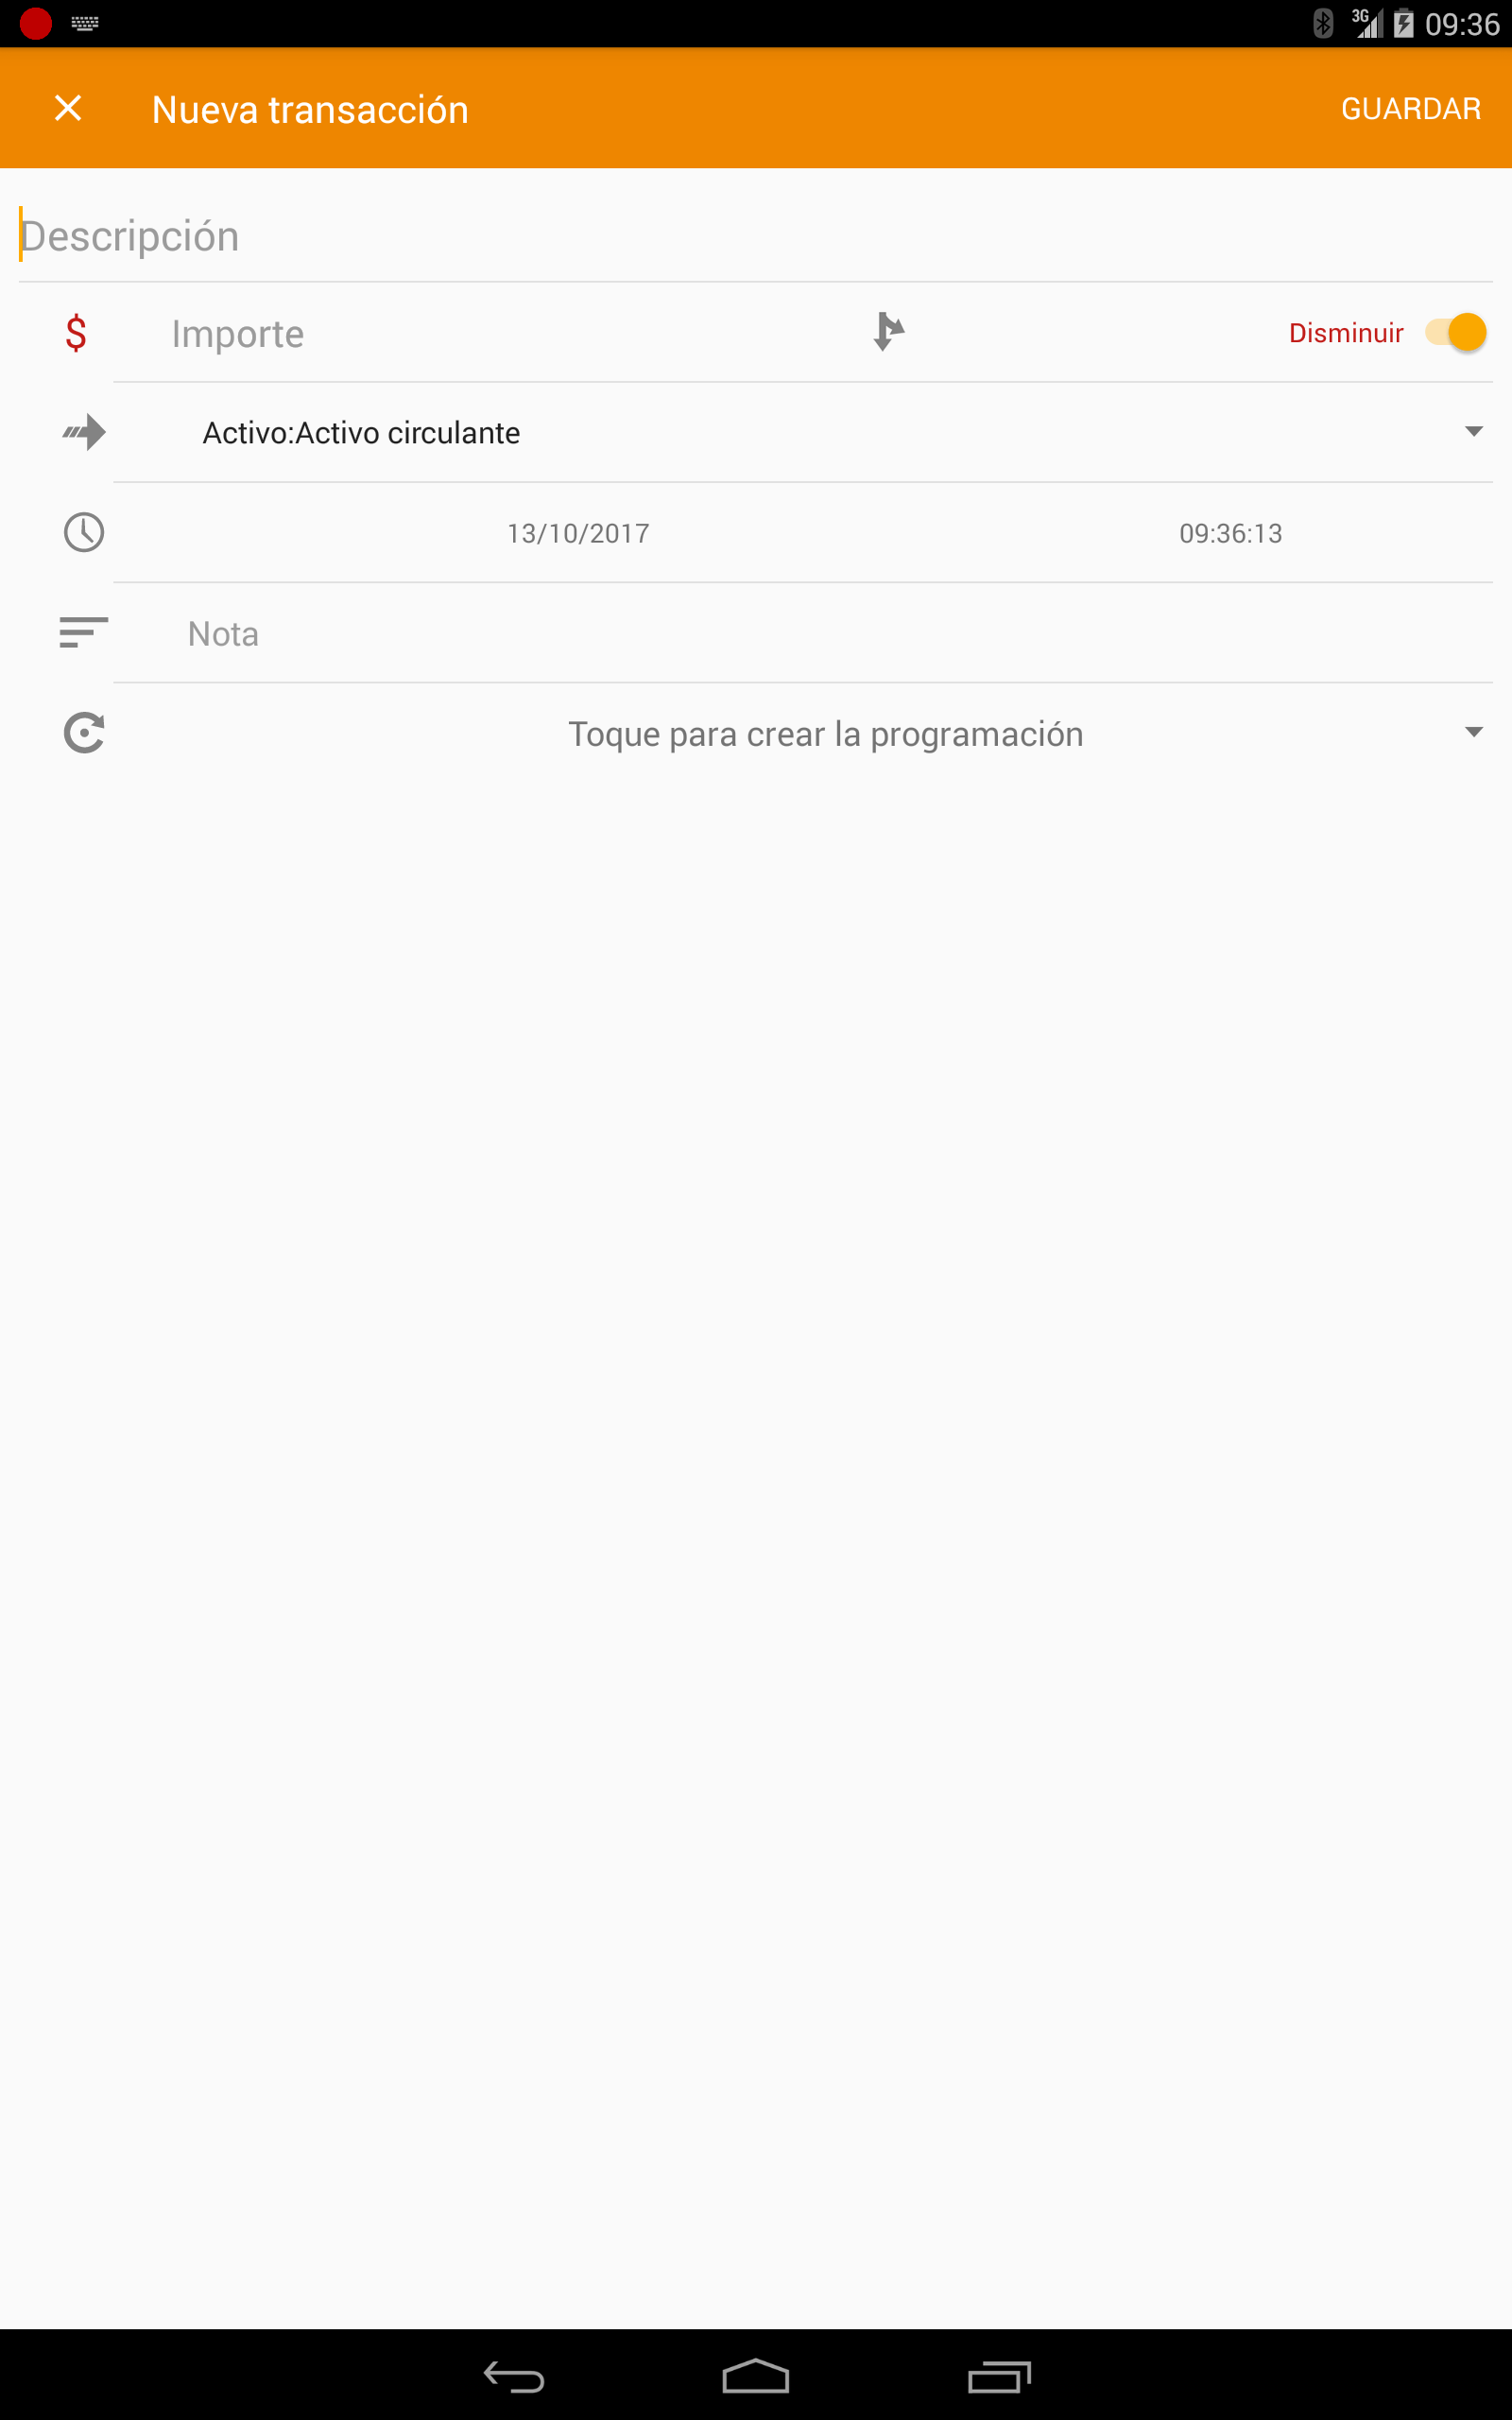 3G 09:36
Nueva transacción GUARDAR
Descripción
$ Importe Disminuir
Activo:Activo circulante
13/10/2017 09:36:13
Nota
Toque para crear la programación